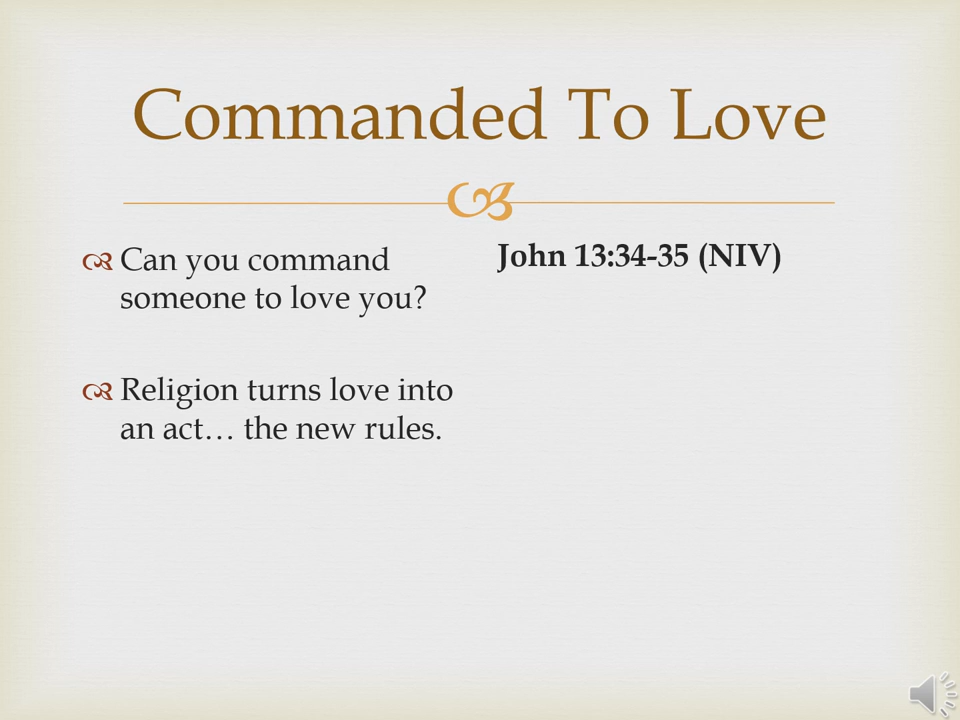 Commanded To Love
Can you command
someone to love you?
Religion turns love into
an act… the new rules.
John 13:34-35 (NIV)